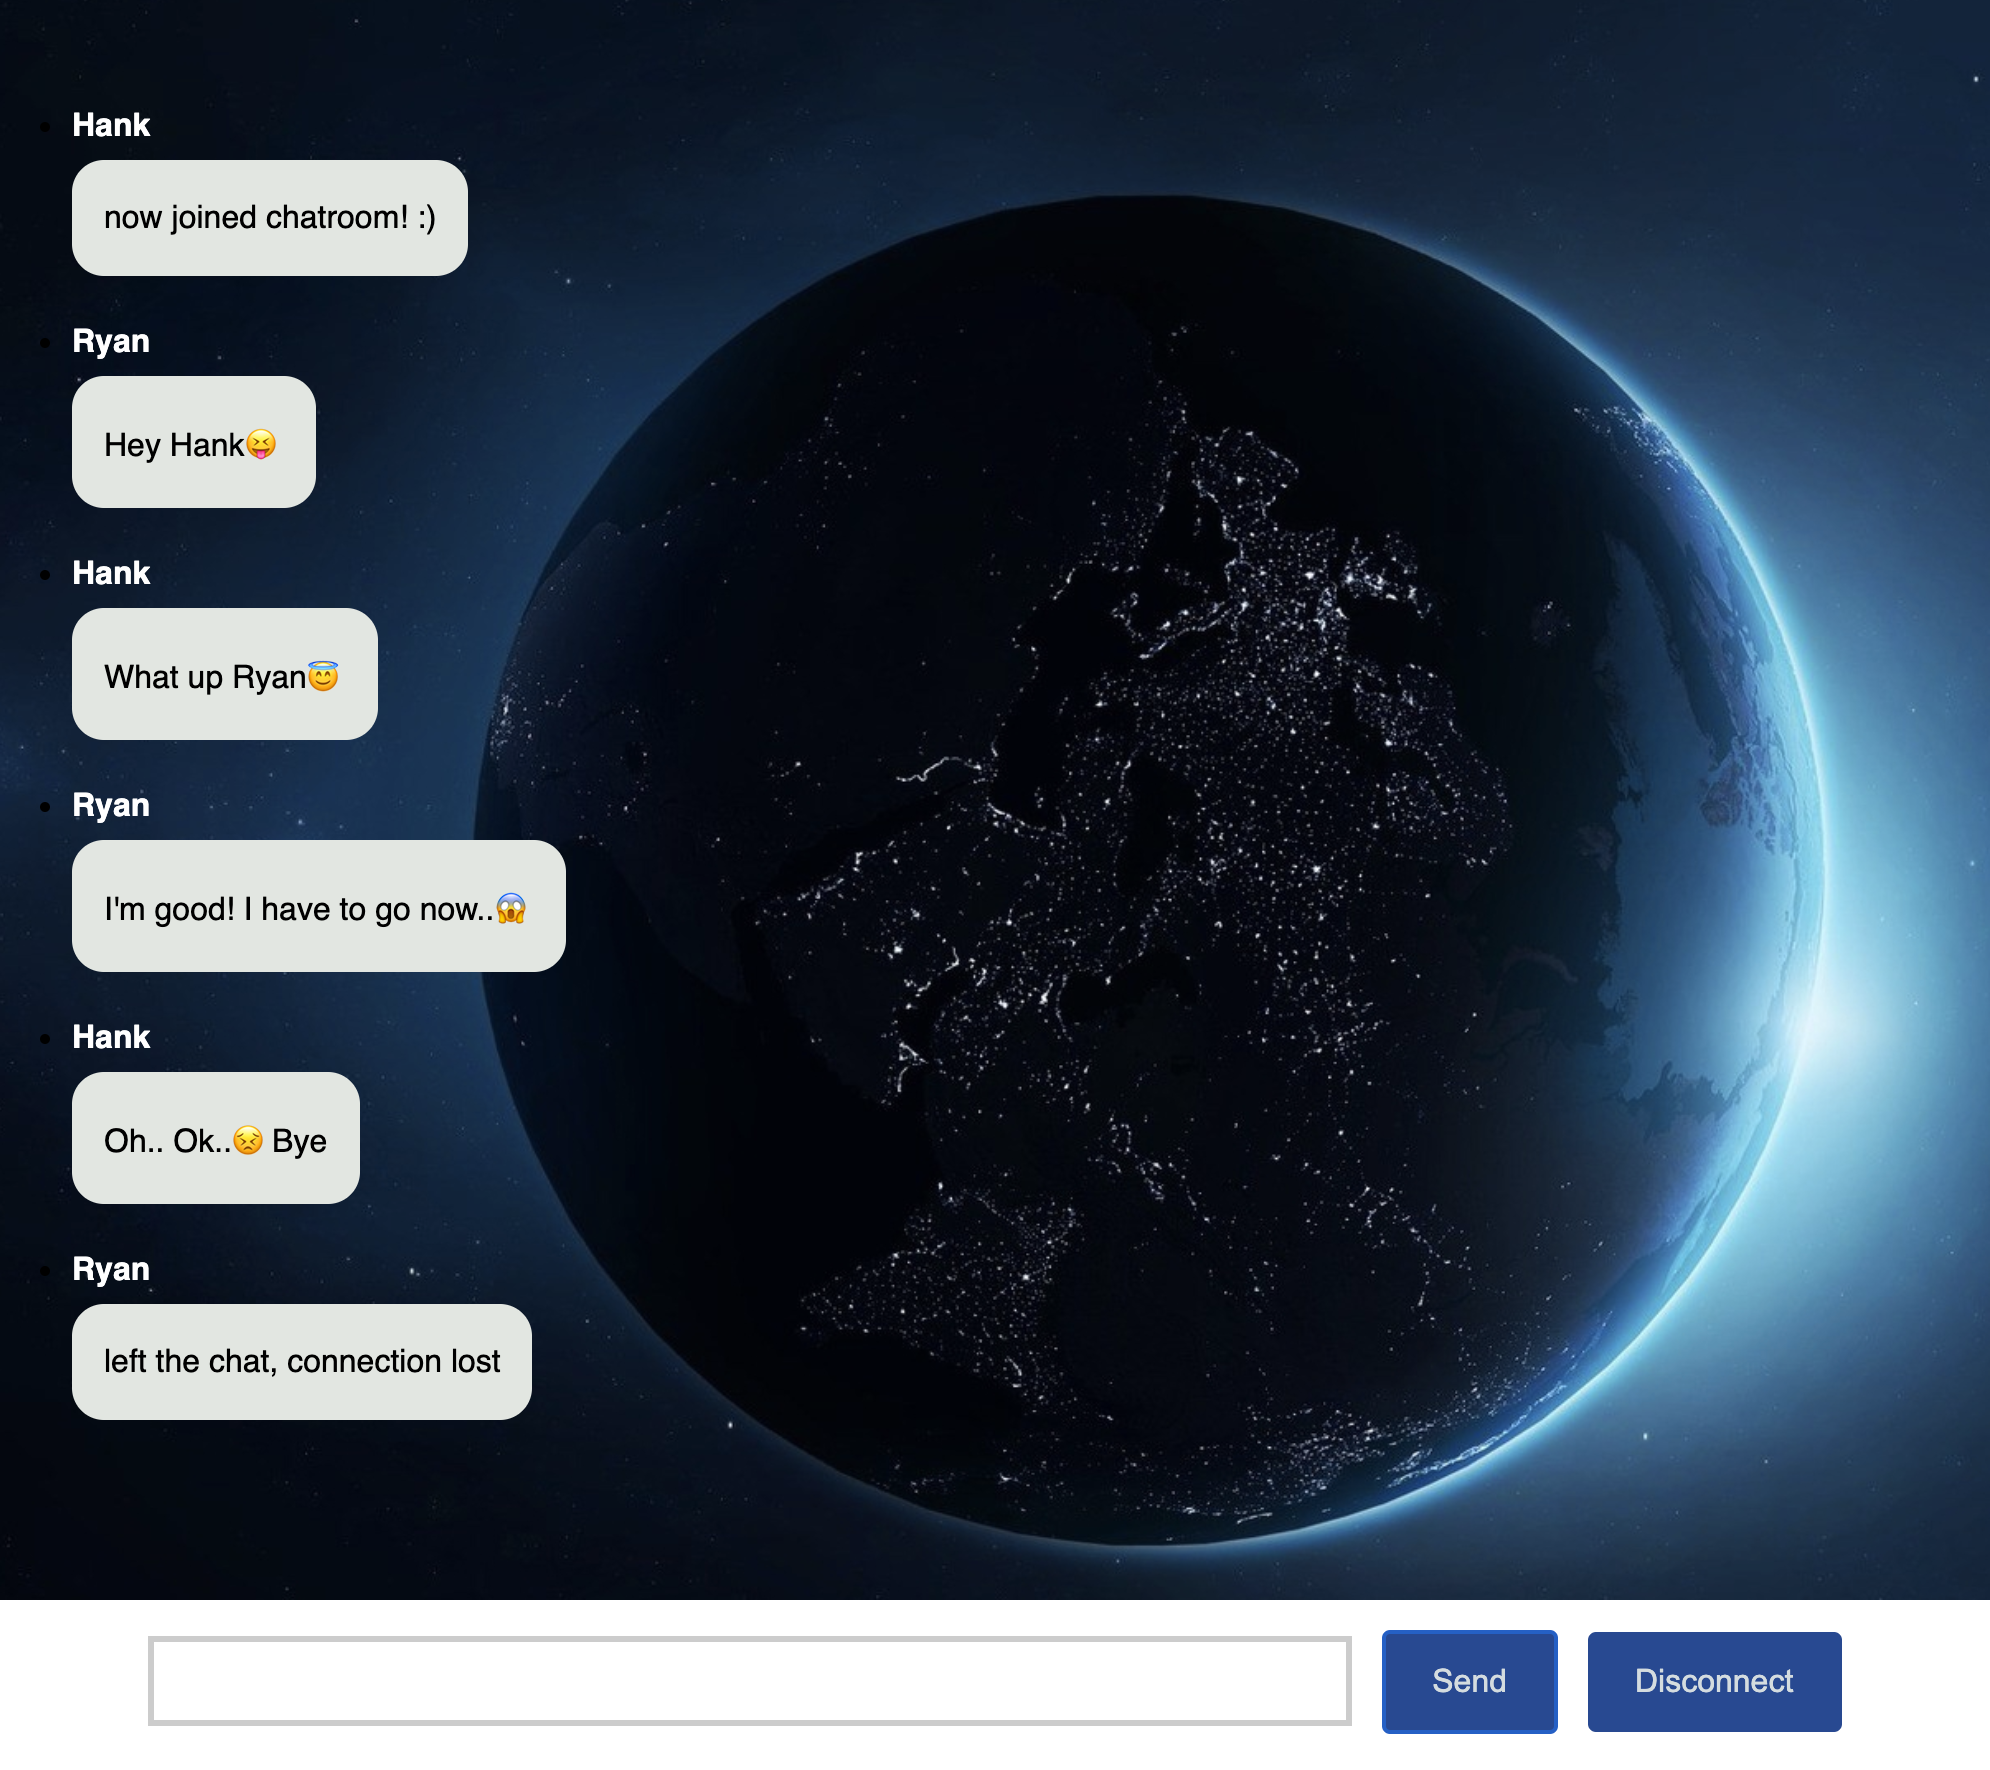 Hank
now joined chatroom! :)
Ryan
Hey Hank😝
Hank
What up Ryan😇
Ryan
I'm good! I have to go now..😱
Hank
Oh.. Ok..😣 Bye
Ryan
left the chat, connection lost
Send
Disconnect